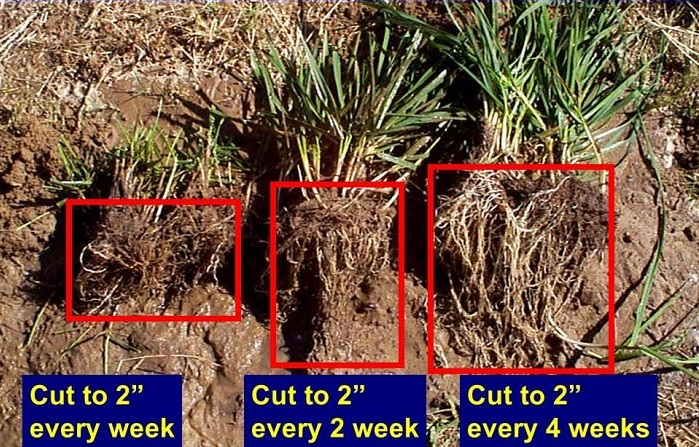 Cut to 2”
every week
Cut to 2”
every 2 week
Cut to 2”
every 4 weeks